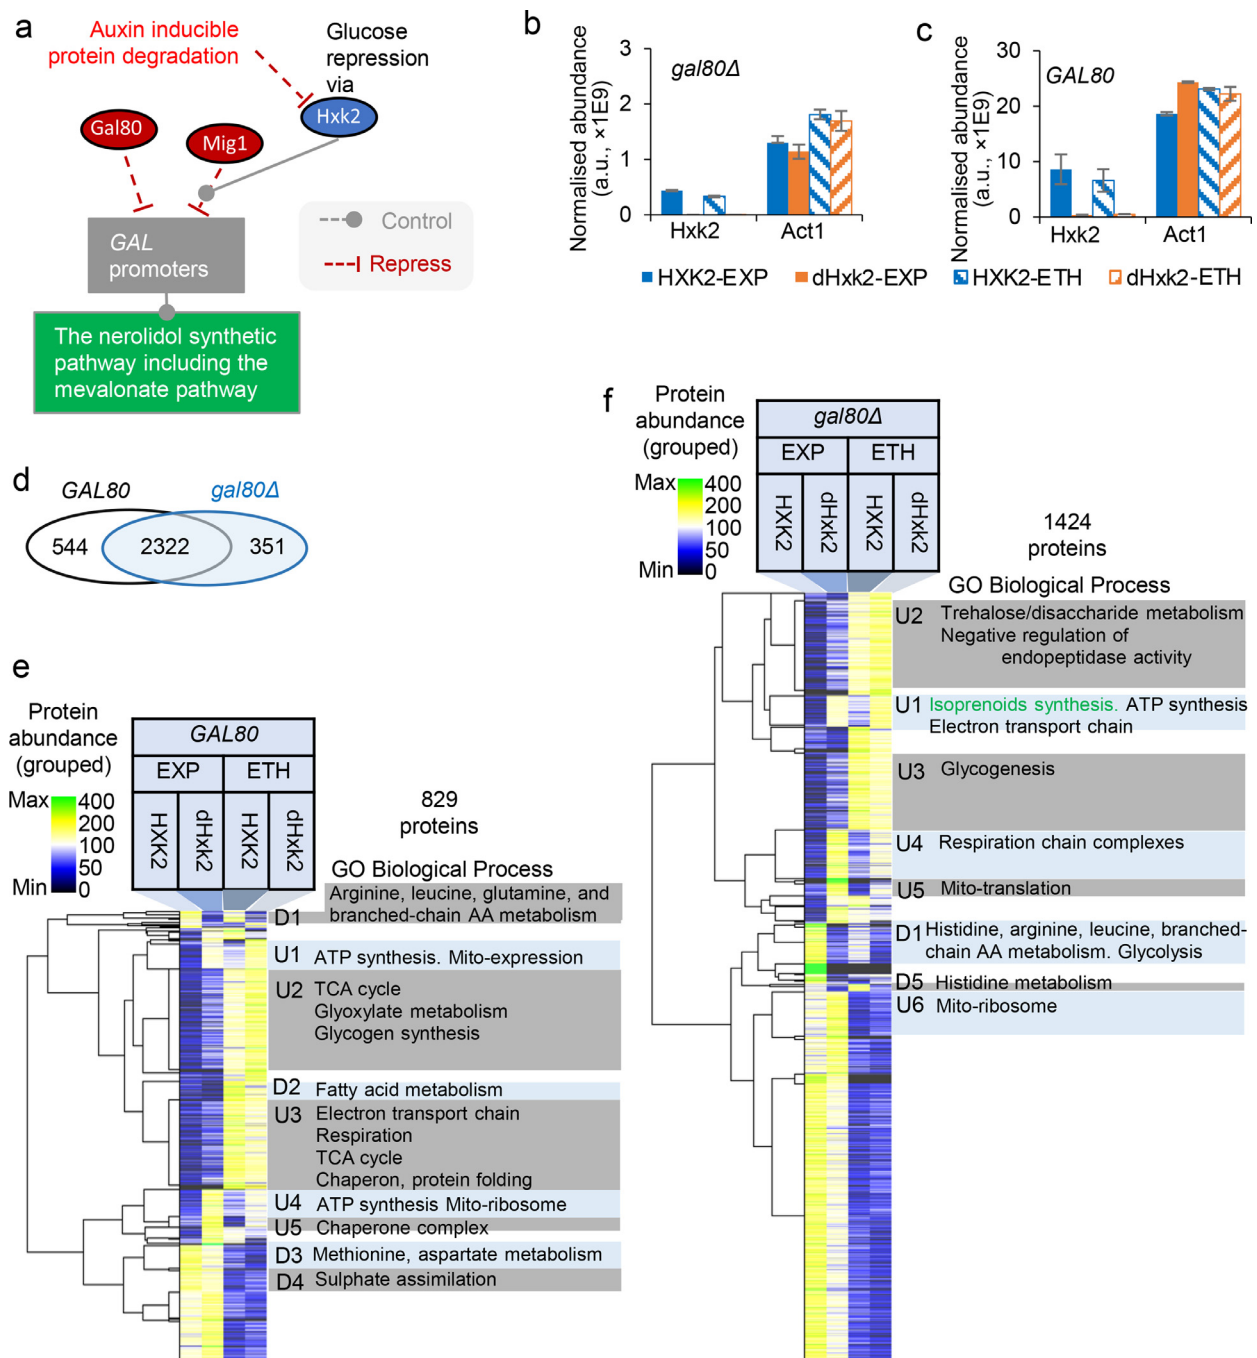 a
Auxin inducible
protein degradation
Glucose
repression
via
Hxk2
Gal80
Mig1
GAL
promoters
Control
Repress
The nerolidol synthetic
pathway including the
mevalonate pathway
b
Normalised abundance
(a.u., ×1E9)
3
2
1
0
gal80Δ
Hxk2
Act1
c
Normalised abundance
(a.u., ×1E9)
30
20
10
0
GAL80
Hxk2
Act1
HXK2-EXP
dHxk2-EXP
HXK2-ETH
dHxk2-ETH
d
GAL80
gal80Δ
544
2322
351
e
Protein
abundance
(grouped)
Max
Min
400
200
100
50
0
GAL80
EXP
ETH
HXK2
dHxk2
HXK2
dHxk2
829
proteins
GO Biological Process
D1
Arginine, leucine, glutamine, and
branched-chain AA metabolism
U1 ATP synthesis. Mito-expression
U2 TCA cycle
Glyoxylate metabolism
Glycogen synthesis
D2 Fatty acid metabolism
U3 Electron transport chain
Respiration
TCA cycle
Chaperon, protein folding
U4 ATP synthesis Mito-ribosome
U5 Chaperone complex
D3 Methionine, aspartate metabolism
D4 Sulphate assimilation
f
Protein
abundance
(grouped)
Max
Min
400
200
100
50
0
gal80Δ
EXP
ETH
HXK2
dHxk2
HXK2
dHxk2
1424
proteins
GO Biological Process
U2 Trehalose/disaccharide metabolism
Negative regulation of
endopeptidase activity
U1 Isoprenoids synthesis. ATP synthesis
Electron transport chain
U3 Glycogenesis
U4 Respiration chain complexes
U5 Mito-translation
D1 Histidine, arginine, leucine, branched-
chain AA metabolism. Glycolysis
D5 Histidine metabolism
U6 Mito-ribosome